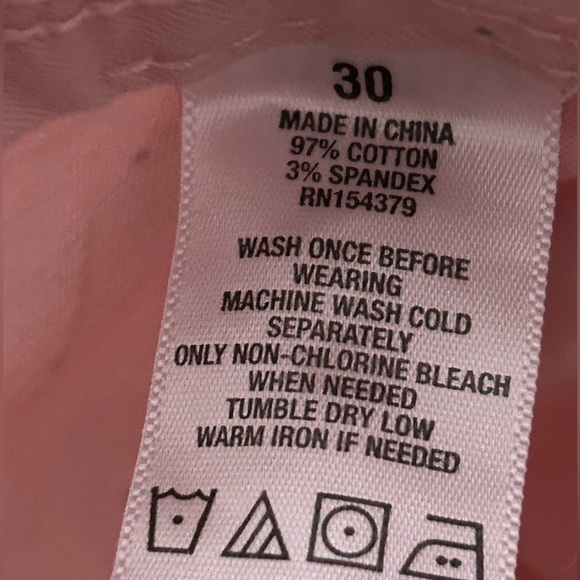 30
MADE IN CHINA
97% COTTON
3% SPANDEX
RN154379
WASH ONCE BEFORE
WEARING
MACHINE WASH COLD
SEPARATELY
ONLY NON-CHLORINE BLEACH
WHEN NEEDED
TUMBLE DRY LOW
WARM IRON IF NEEDED